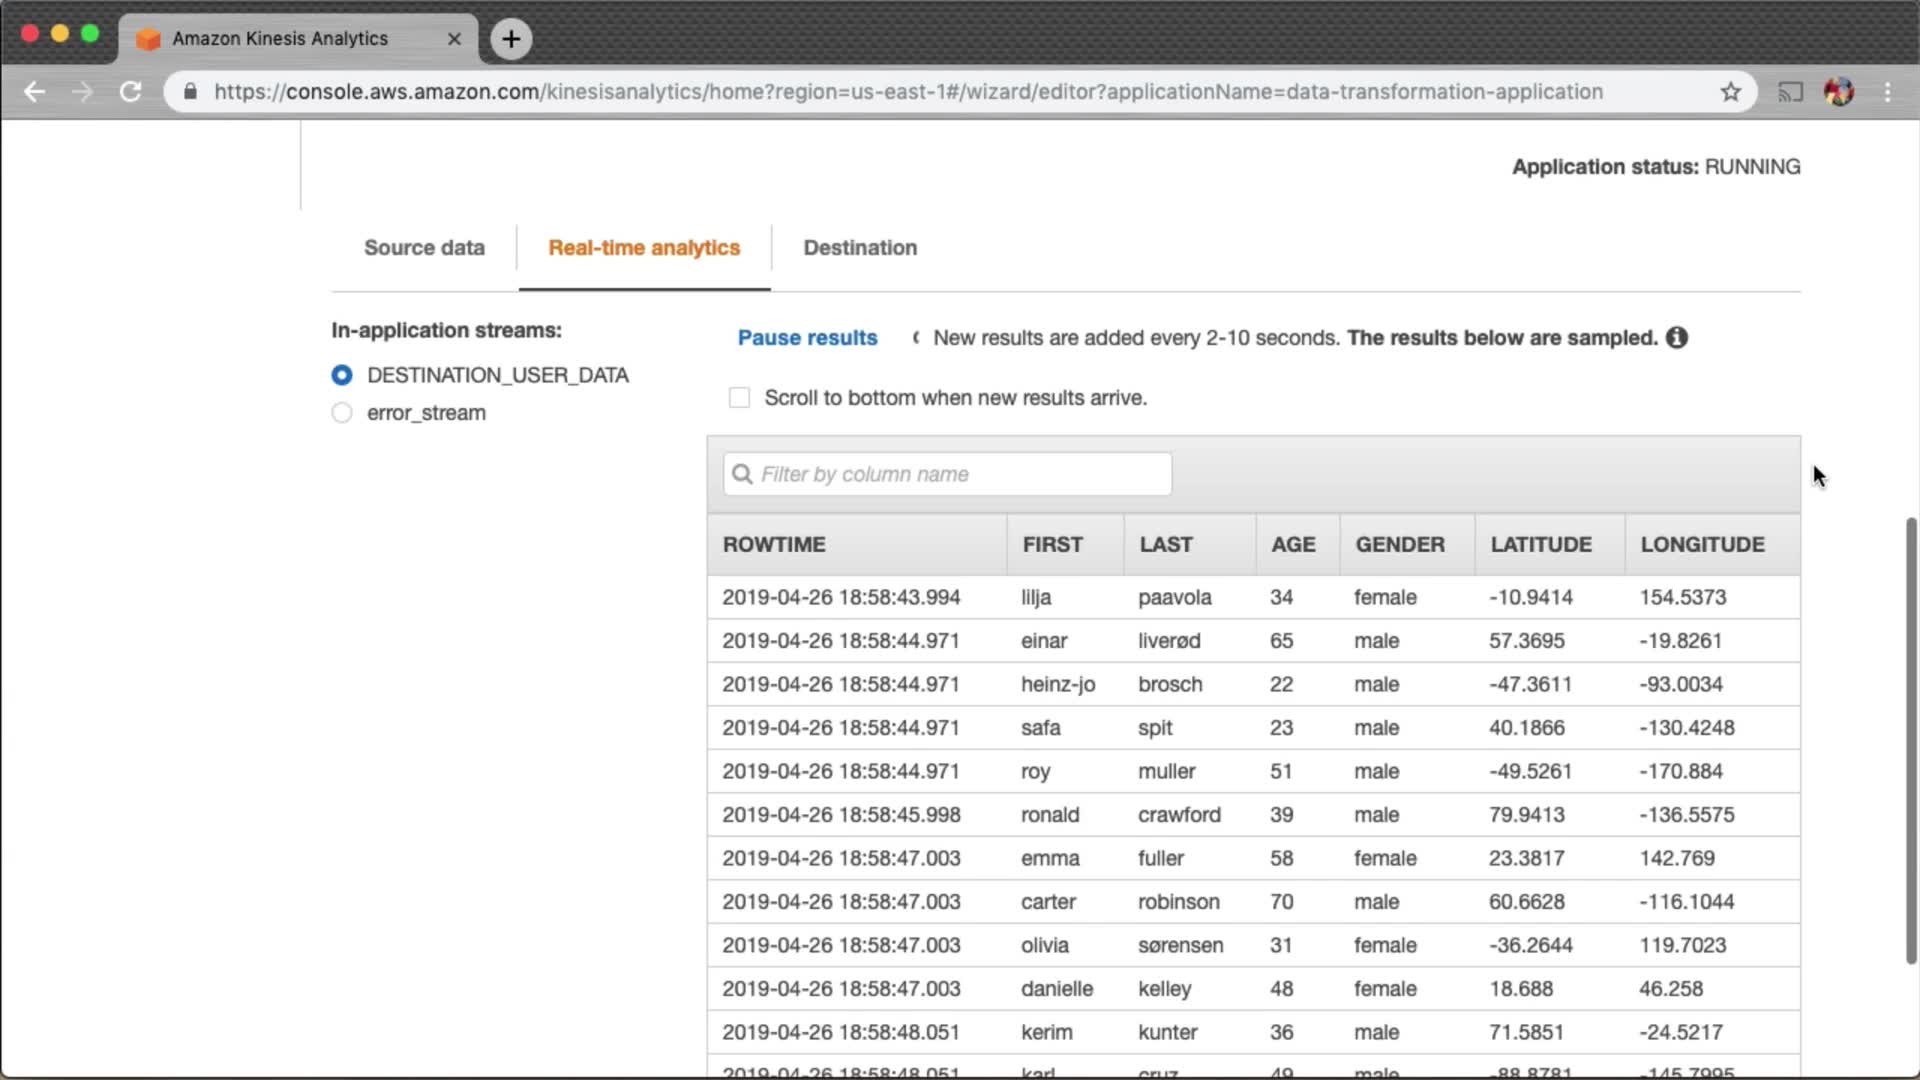 Amazon Kinesis Analytics
https://console.aws.amazon.com/kinesisanalytics/home?region=us-east-1#/wizard/editor?applicationName=data-transformation-application
Application status: RUNNING
Source data Real-time analytics Destination
In-application streams:
DESTINATION_USER_DATA
error_stream
Pause results New results are added every 2-10 seconds. The results below are sampled.
Scroll to bottom when new results arrive.
Filter by column name
ROWTIME FIRST LAST AGE GENDER LATITUDE LONGITUDE
2019-04-26 18:58:43.994 lilja paavola 34 female -10.9414 154.5373
2019-04-26 18:58:44.971 einar liverød 65 male 57.3695 -19.8261
2019-04-26 18:58:44.971 heinz-jo brosch 22 male -47.3611 -93.0034
2019-04-26 18:58:44.971 safa spit 23 male 40.1866 -130.4248
2019-04-26 18:58:44.971 roy muller 51 male -49.5261 -170.884
2019-04-26 18:58:45.998 ronald crawford 39 male 79.9413 -136.5575
2019-04-26 18:58:47.003 emma fuller 58 female 23.3817 142.769
2019-04-26 18:58:47.003 carter robinson 70 male 60.6628 -116.1044
2019-04-26 18:58:47.003 olivia sørensen 31 female -36.2644 119.7023
2019-04-26 18:58:47.003 danielle kelley 48 female 18.688 46.258
2019-04-26 18:58:48.051 kerim kunter 36 male 71.5851 -24.5217
2019-04-26 18:58:48.051 karl cruz 49 male -88.8781 -145.7995